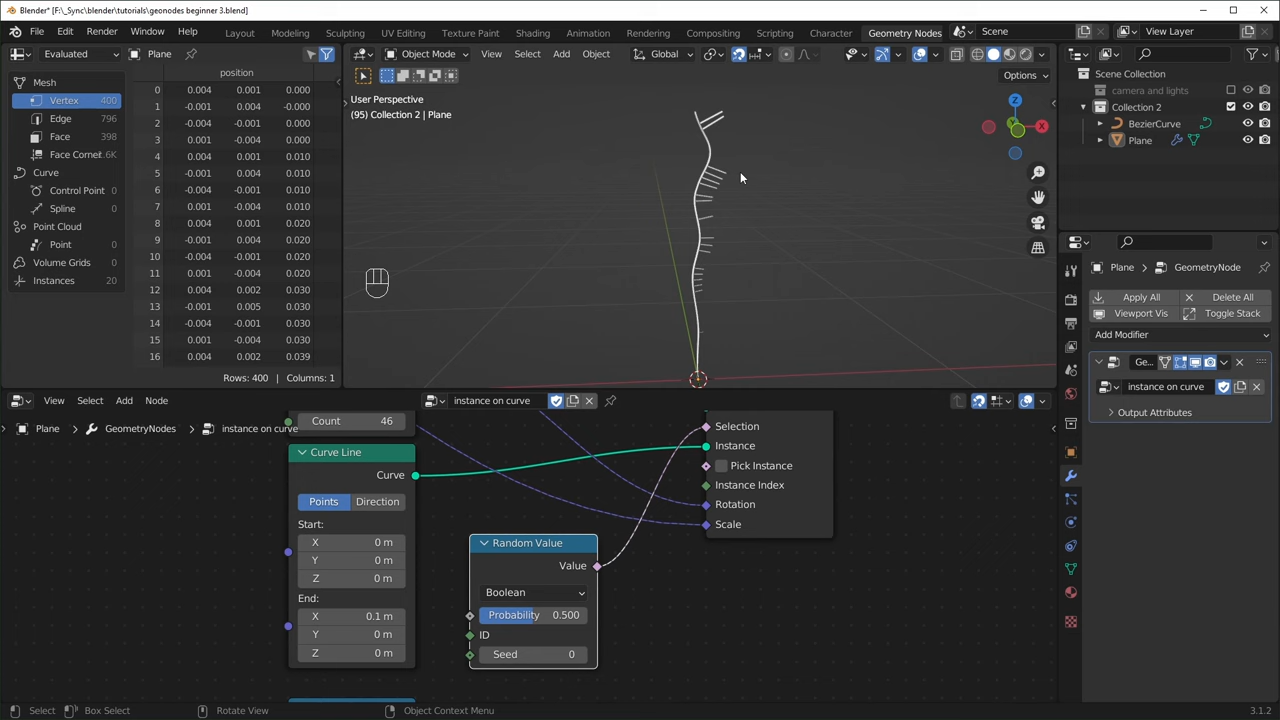 Blender* [F:\_Sync\blender\tutorials\geonodes beginner 3.blend]
File Edit Render Window Help Layout Modeling Sculpting UV Editing Texture Paint Shading Animation Rendering Compositing Scripting Character Geometry Nodes Scene View Layer
Evaluated Plane
Object Mode View Select Add Object Global
Options
Mesh
Vertex 400
Edge 796
Face 398
Face Corner 1.6K
Curve
Control Point 0
Spline 0
Point Cloud
Point 0
Volume Grids 0
Instances 20
position
0 0.004 0.001 0.000
1 -0.001 0.004 -0.000
2 -0.004 -0.001 0.000
3 0.001 -0.004 0.000
4 0.004 0.001 0.010
5 -0.001 0.004 0.010
6 -0.004 -0.001 0.010
7 0.001 -0.004 0.010
8 0.004 0.001 0.020
9 -0.001 0.004 0.020
10 -0.004 -0.001 0.020
11 0.001 -0.004 0.020
12 0.004 0.002 0.030
13 -0.001 0.005 0.030
14 -0.004 -0.001 0.030
15 0.001 -0.004 0.030
16 0.004 0.002 0.039
Rows: 400 | Columns: 1
User Perspective
(95) Collection 2 | Plane
Z
X
Scene Collection
camera and lights
Collection 2
BezierCurve
Plane
Plane GeometryNode
Apply All Delete All
Viewport Vis Toggle Stack
Add Modifier
Ge...
instance on curve
Output Attributes
View Select Add Node instance on curve
Plane GeometryNodes instance on curve
Count 46
Curve Line
Curve
Points Direction
Start:
X 0 m
Y 0 m
Z 0 m
End:
X 0.1 m
Y 0 m
Z 0 m
Random Value
Value
Boolean
Probability 0.500
ID
Seed 0
Selection
Instance
Pick Instance
Instance Index
Rotation
Scale
Select Box Select Rotate View Object Context Menu 3.1.2